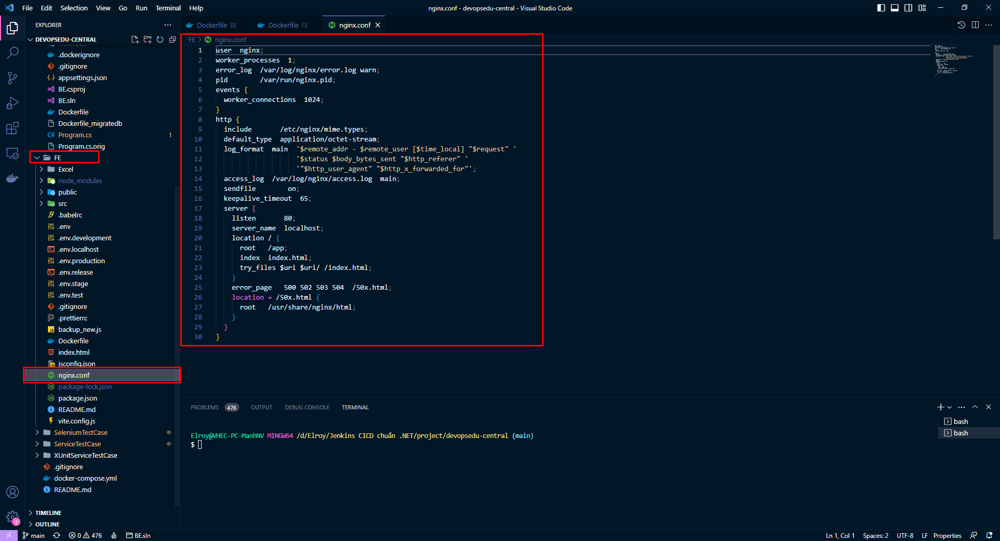 File Edit Selection View Go Run Terminal Help
nginx.conf - devopsedu-central - Visual Studio Code
EXPLORER
DEVOPSEDU-CENTRAL
.dockerignore
.gitignore
appsettings.json
BE.csproj
BE.sln
Dockerfile
Dockerfile_migratedb
Program.cs 1
Program.cs.orig
FE
Excel
node_modules
public
src
.babelrc
.env
.env.development
.env.localhost
.env.production
.env.release
.env.stage
.env.test
.gitignore
.prettierrc
backup_new.js
Dockerfile
index.html
jsconfig.json
nginx.conf
package-lock.json
package.json
README.md
vite.config.js
SeleniumTestCase
ServiceTestCase
XUnitServiceTestCase
.gitignore
docker-compose.yml
README.md
TIMELINE
OUTLINE
Dockerfile BE
Dockerfile FE
nginx.conf
FE > nginx.conf
1 user  nginx;
2 worker_processes  1;
3 error_log  /var/log/nginx/error.log warn;
4 pid        /var/run/nginx.pid;
5 events {
6   worker_connections  1024;
7 }
8 http {
9   include       /etc/nginx/mime.types;
10   default_type  application/octet-stream;
11   log_format  main  '$remote_addr - $remote_user [$time_local] "$request" '
12                     '$status $body_bytes_sent "$http_referer" '
13                     '"$http_user_agent" "$http_x_forwarded_for"';
14   access_log  /var/log/nginx/access.log  main;
15   sendfile        on;
16   keepalive_timeout  65;
17   server {
18     listen       80;
19     server_name  localhost;
20     location / {
21       root   /app;
22       index  index.html;
23       try_files $uri $uri/ /index.html;
24     }
25     error_page   500 502 503 504  /50x.html;
26     location = /50x.html {
27       root   /usr/share/nginx/html;
28     }
29   }
30 }
PROBLEMS 476 OUTPUT DEBUG CONSOLE TERMINAL
bash
bash
Elroy@VHEC-PC-ManhNV MINGW64 /d/Elroy/Jenkins CICD chuẩn .NET/project/devopsedu-central (main)
$
1
main 0 476 BE.sln
Ln 1, Col 1 Spaces: 2 UTF-8 LF Properties